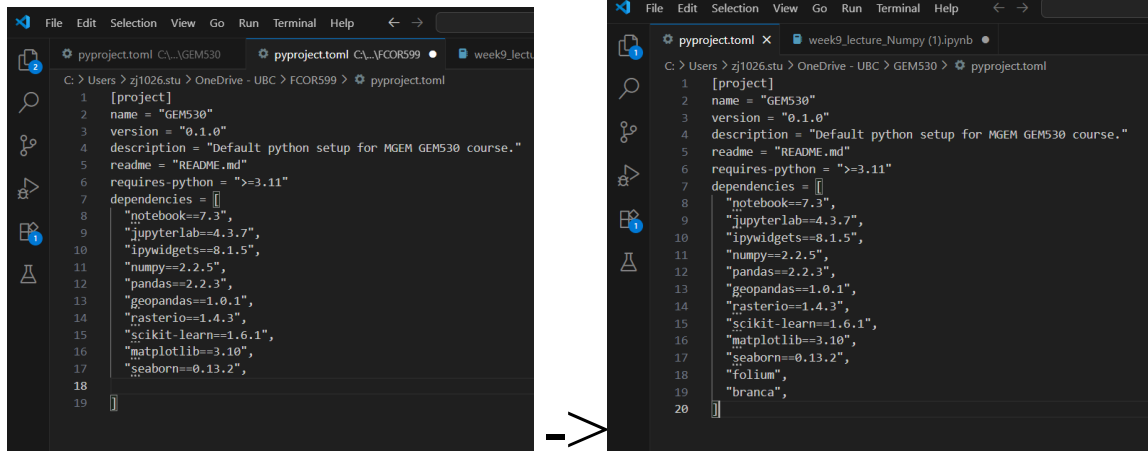 File Edit Selection View Go Run Terminal Help ← →
pyproject.toml C:\...\GEM530 pyproject.toml C:\...\FCOR599 ● week9_lectu
C: > Users > zj1026.stu > OneDrive - UBC > FCOR599 > pyproject.toml
1 [project]
2 name = "GEM530"
3 version = "0.1.0"
4 description = "Default python setup for MGEM GEM530 course."
5 readme = "README.md"
6 requires-python = ">=3.11"
7 dependencies = [
8 "notebook==7.3",
9 "jupyterlab==4.3.7",
10 "ipywidgets==8.1.5",
11 "numpy==2.2.5",
12 "pandas==2.2.3",
13 "geopandas==1.0.1",
14 "rasterio==1.4.3",
15 "scikit-learn==1.6.1",
16 "matplotlib==3.10",
17 "seaborn==0.13.2",
18
19 ]
2
1
->
File Edit Selection View Go Run Terminal Help ← →
pyproject.toml × week9_lecture_Numpy (1).ipynb ●
C: > Users > zj1026.stu > OneDrive - UBC > GEM530 > pyproject.toml
1 [project]
2 name = "GEM530"
3 version = "0.1.0"
4 description = "Default python setup for MGEM GEM530 course."
5 readme = "README.md"
6 requires-python = ">=3.11"
7 dependencies = [
8 "notebook==7.3",
9 "jupyterlab==4.3.7",
10 "ipywidgets==8.1.5",
11 "numpy==2.2.5",
12 "pandas==2.2.3",
13 "geopandas==1.0.1",
14 "rasterio==1.4.3",
15 "scikit-learn==1.6.1",
16 "matplotlib==3.10",
17 "seaborn==0.13.2",
18 "folium",
19 "branca",
20 ]
1
1